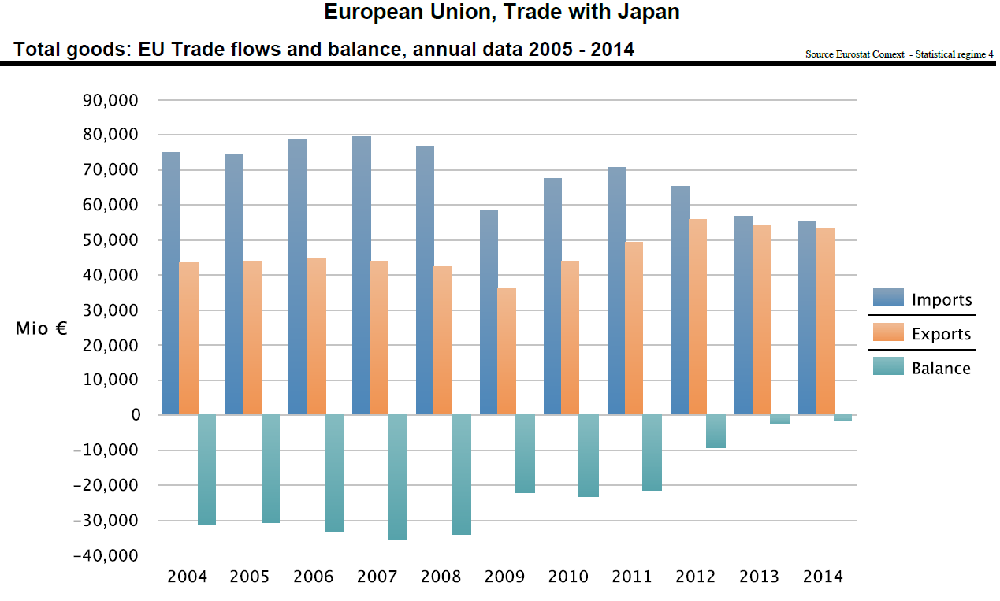 European Union, Trade with Japan
Total goods: EU Trade flows and balance, annual data 2005 - 2014
Source Eurostat Comext - Statistical regime 4
90,000
80,000
70,000
60,000
50,000
40,000
30,000
20,000
10,000
0
−10,000
−20,000
−30,000
−40,000
Mio €
Imports
Exports
Balance
2004 2005 2006 2007 2008 2009 2010 2011 2012 2013 2014